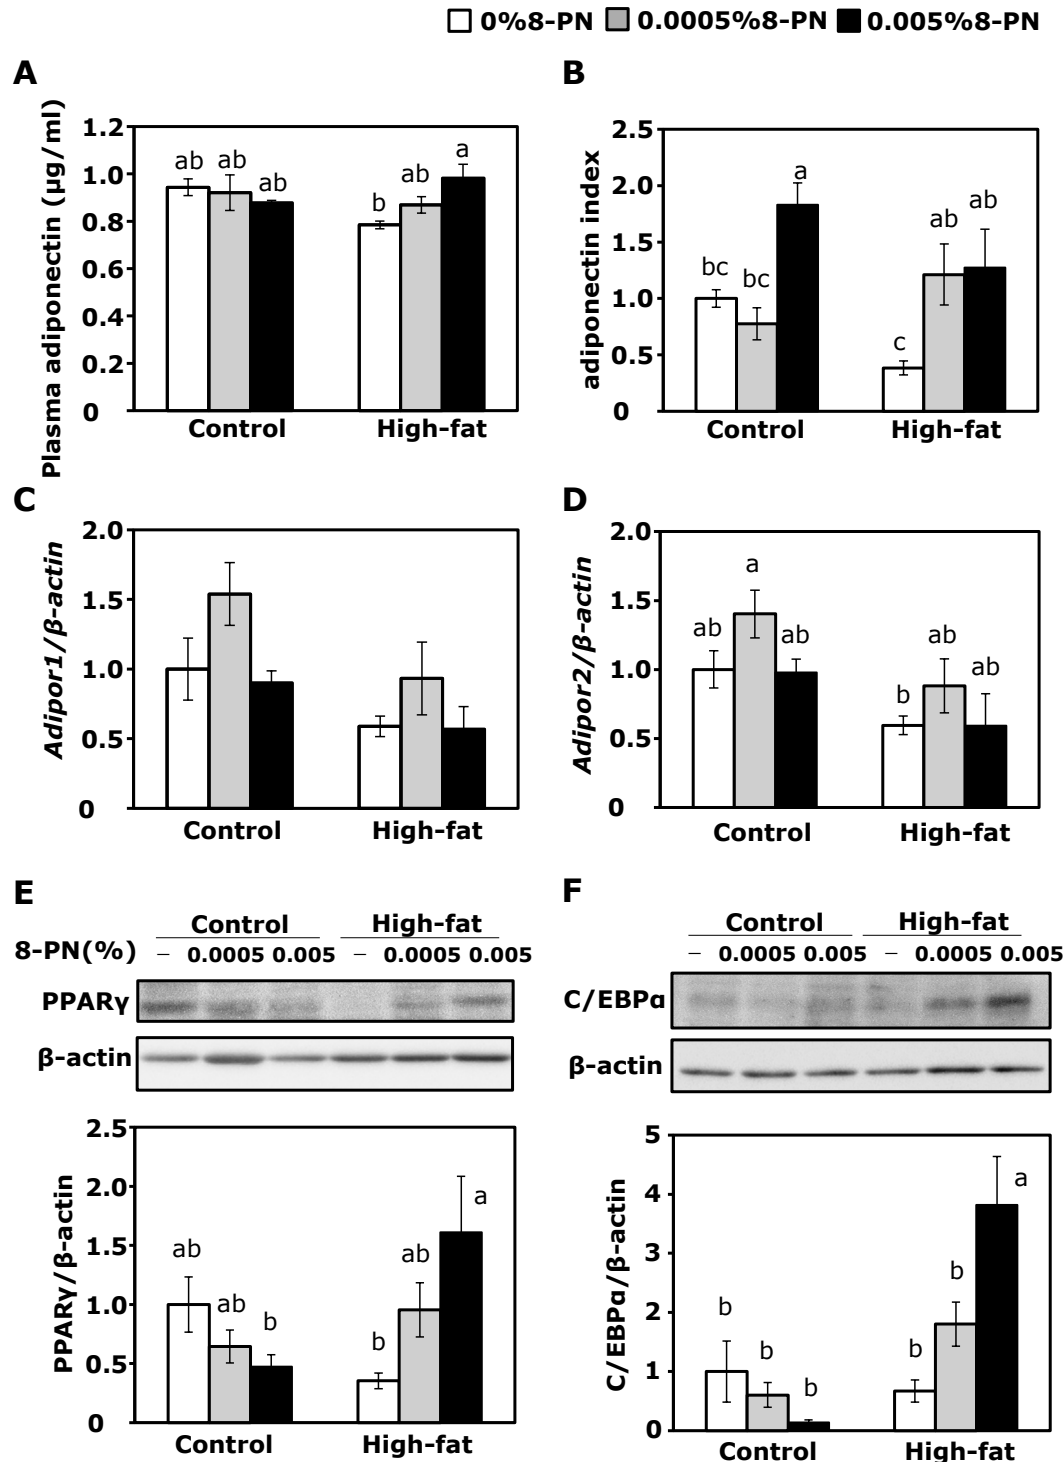 0%8-PN 0.0005%8-PN 0.005%8-PN
A
Plasma adiponectin (μg/ml)
1.2
1.0
0.8
0.6
0.4
0.2
0
ab ab ab b ab a
Control High-fat
B
adiponectin index
2.5
2.0
1.5
1.0
0.5
0
bc bc a c ab ab
Control High-fat
C
Adipor1/β-actin
2.0
1.5
1.0
0.5
0
Control High-fat
D
Adipor2/β-actin
2.0
1.5
1.0
0.5
0
ab a ab b ab ab
Control High-fat
E
Control High-fat
8-PN(%) − 0.0005 0.005 − 0.0005 0.005
PPARγ
β-actin
PPARγ/β-actin
2.5
2.0
1.5
1.0
0.5
0
ab ab b b ab a
Control High-fat
F
Control High-fat
− 0.0005 0.005 − 0.0005 0.005
C/EBPα
β-actin
C/EBPα/β-actin
5
4
3
2
1
0
b b b b b a
Control High-fat